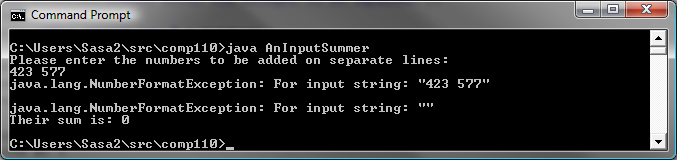 Command Prompt
C:\Users\Sasa2\src\comp110>java AnInputSummer
Please enter the numbers to be added on separate lines:
423 577
java.lang.NumberFormatException: For input string: "423 577"
java.lang.NumberFormatException: For input string: ""
Their sum is: 0
C:\Users\Sasa2\src\comp110>_